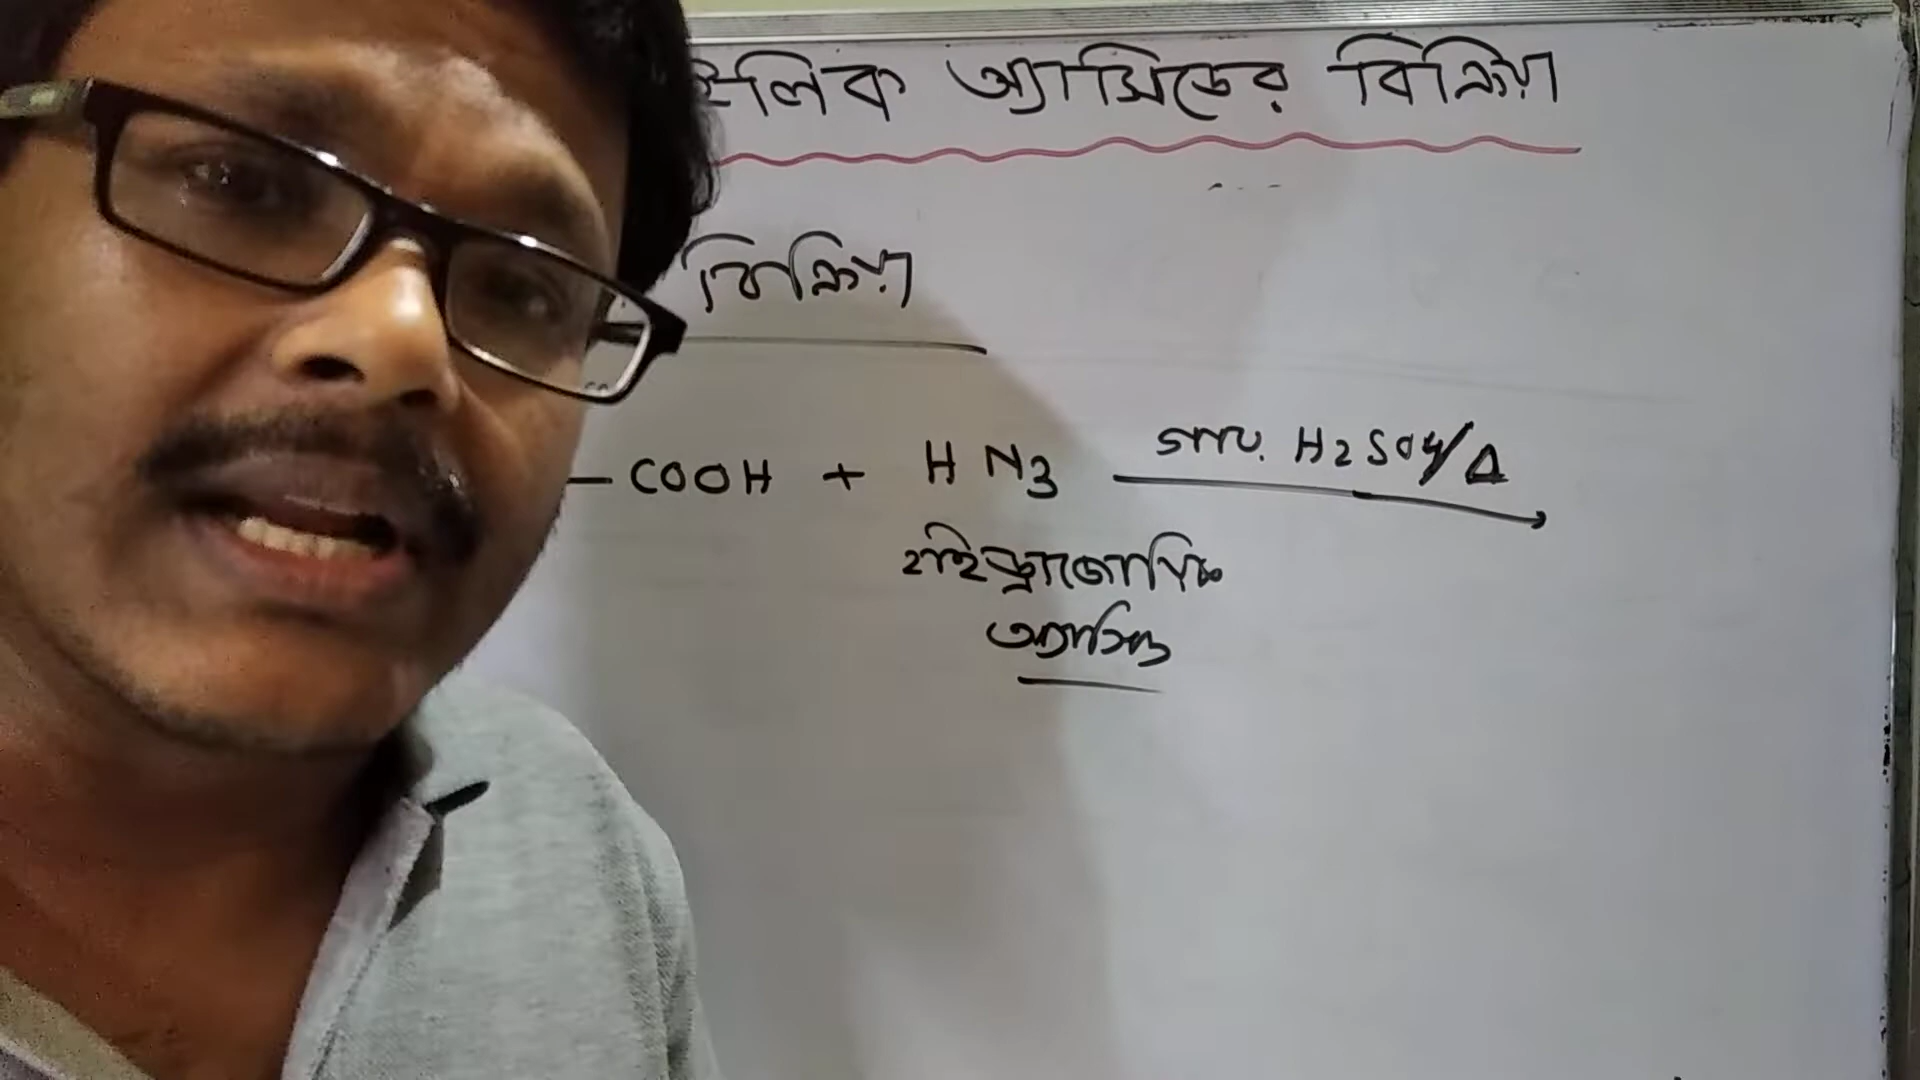 লিক অ্যাসিডের বিক্রিয়া
বিক্রিয়া
—COOH + HN3 গাঢ়. H2SO4/Δ
হাইড্রাজোয়িক
অ্যাসিড